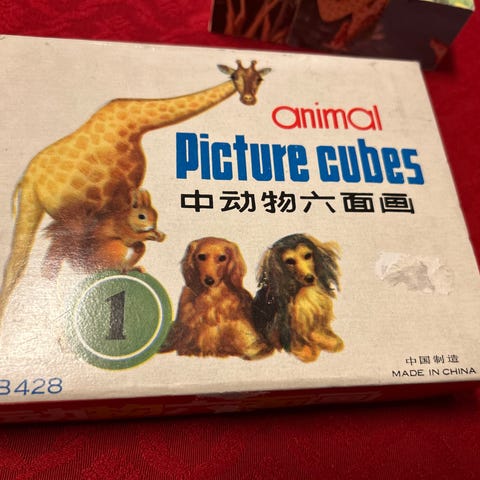 animal
Picture cubes
中动物六面画
1
B428
中国制造
MADE IN CHINA